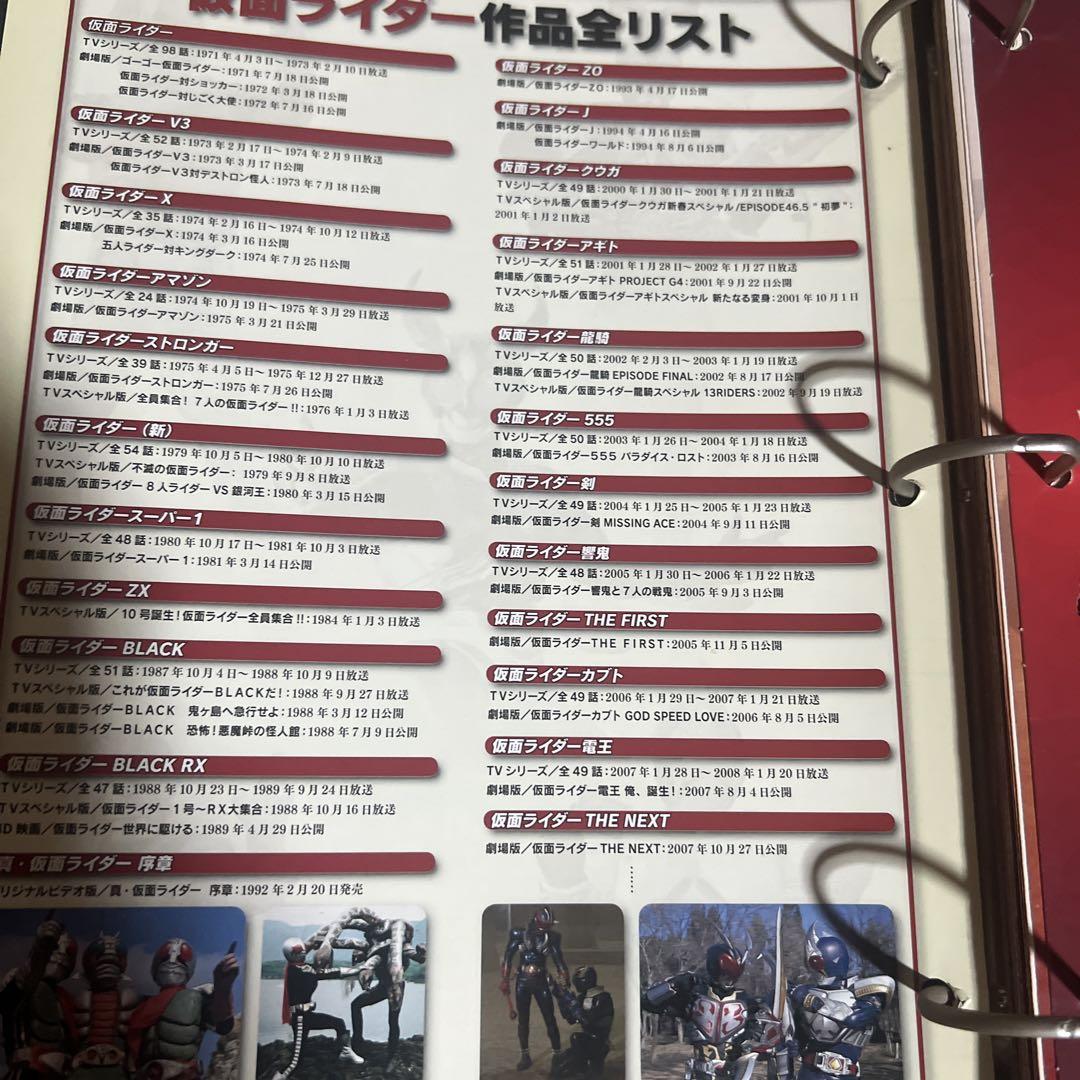 仮面ライダー作品全リスト
仮面ライダー
TVシリーズ／全98話：1971年4月3日～1973年2月10日放送
劇場版／ゴーゴー仮面ライダー：1971年7月18日公開
仮面ライダー対ショッカー：1972年3月18日公開
仮面ライダー対じごく大使：1972年7月16日公開
仮面ライダー V3
TVシリーズ／全52話：1973年2月17日～1974年2月9日放送
劇場版／仮面ライダーV3：1973年3月17日公開
仮面ライダーV3対デストロン怪人：1973年7月18日公開
仮面ライダー X
TVシリーズ／全35話：1974年2月16日～1974年10月12日放送
劇場版／仮面ライダーX：1974年3月16日公開
五人ライダー対キングダーク：1974年7月25日公開
仮面ライダーアマゾン
TVシリーズ／全24話：1974年10月19日～1975年3月29日放送
劇場版／仮面ライダーアマゾン：1975年3月21日公開
仮面ライダーストロンガー
TVシリーズ／全39話：1975年4月5日～1975年12月27日放送
劇場版／仮面ライダーストロンガー：1975年7月26日公開
TVスペシャル版／全員集合！7人の仮面ライダー!!：1976年1月3日放送
仮面ライダー（新）
TVシリーズ／全54話：1979年10月5日～1980年10月10日放送
TVスペシャル版／不滅の仮面ライダー： 1979年9月8日放送
劇場版／仮面ライダー 8人ライダー VS 銀河王：1980年3月15日公開
仮面ライダースーパー1
TVシリーズ／全48話：1980年10月17日～1981年10月3日放送
劇場版／仮面ライダースーパー1：1981年3月14日公開
仮面ライダー ZX
TVスペシャル版／10号誕生！仮面ライダー全員集合!!：1984年1月3日放送
仮面ライダー BLACK
TVシリーズ／全51話：1987年10月4日～1988年10月9日放送
TVスペシャル版／これが仮面ライダーBLACKだ！：1988年9月27日放送
劇場版／仮面ライダーBLACK 鬼ヶ島へ急行せよ：1988年3月12日公開
劇場版／仮面ライダーBLACK 恐怖！悪魔峠の怪人館：1988年7月9日公開
仮面ライダー BLACK RX
TVシリーズ／全47話：1988年10月23日～1989年9月24日放送
TVスペシャル版／仮面ライダー1号～RX大集合：1988年10月16日放送
D映画／仮面ライダー世界に駆ける：1989年4月29日公開
真・仮面ライダー 序章
リジナルビデオ版／真・仮面ライダー 序章：1992年2月20日発売
仮面ライダー ZO
劇場版／仮面ライダーZO：1993年4月17日公開
仮面ライダー J
劇場版／仮面ライダーJ：1994年4月16日公開
仮面ライダーワールド：1994年8月6日公開
仮面ライダークウガ
TVシリーズ／全49話：2000年1月30日～2001年1月21日放送
TVスペシャル版／仮面ライダークウガ新春スペシャル/EPISODE46.5 " 初夢"：
2001年1月2日放送
仮面ライダーアギト
TVシリーズ／全51話：2001年1月28日～2002年1月27日放送
劇場版／仮面ライダーアギト PROJECT G4：2001年9月22日公開
TVスペシャル版／仮面ライダーアギトスペシャル 新たなる変身：2001年10月1日
放送
仮面ライダー龍騎
TVシリーズ／全50話：2002年2月3日～2003年1月19日放送
劇場版／仮面ライダー龍騎 EPISODE FINAL：2002年8月17日公開
TVスペシャル版／仮面ライダー龍騎スペシャル 13RIDERS：2002年9月19日放送
仮面ライダー 555
TVシリーズ／全50話：2003年1月26日～2004年1月18日放送
劇場版／仮面ライダー555 パラダイス・ロスト：2003年8月16日公開
仮面ライダー剣
TVシリーズ／全49話：2004年1月25日～2005年1月23日放送
劇場版／仮面ライダー剣 MISSING ACE：2004年9月11日公開
仮面ライダー響鬼
TVシリーズ／全48話：2005年1月30日～2006年1月22日放送
劇場版／仮面ライダー響鬼と7人の戦鬼：2005年9月3日公開
仮面ライダー THE FIRST
劇場版／仮面ライダーTHE FIRST：2005年11月5日公開
仮面ライダーカブト
TVシリーズ／全49話：2006年1月29日～2007年1月21日放送
劇場版／仮面ライダーカブト GOD SPEED LOVE：2006年8月5日公開
仮面ライダー電王
TVシリーズ／全49話：2007年1月28日～2008年1月20日放送
劇場版／仮面ライダー電王 俺、誕生！：2007年8月4日公開
仮面ライダー THE NEXT
劇場版／仮面ライダー THE NEXT：2007年10月27日公開